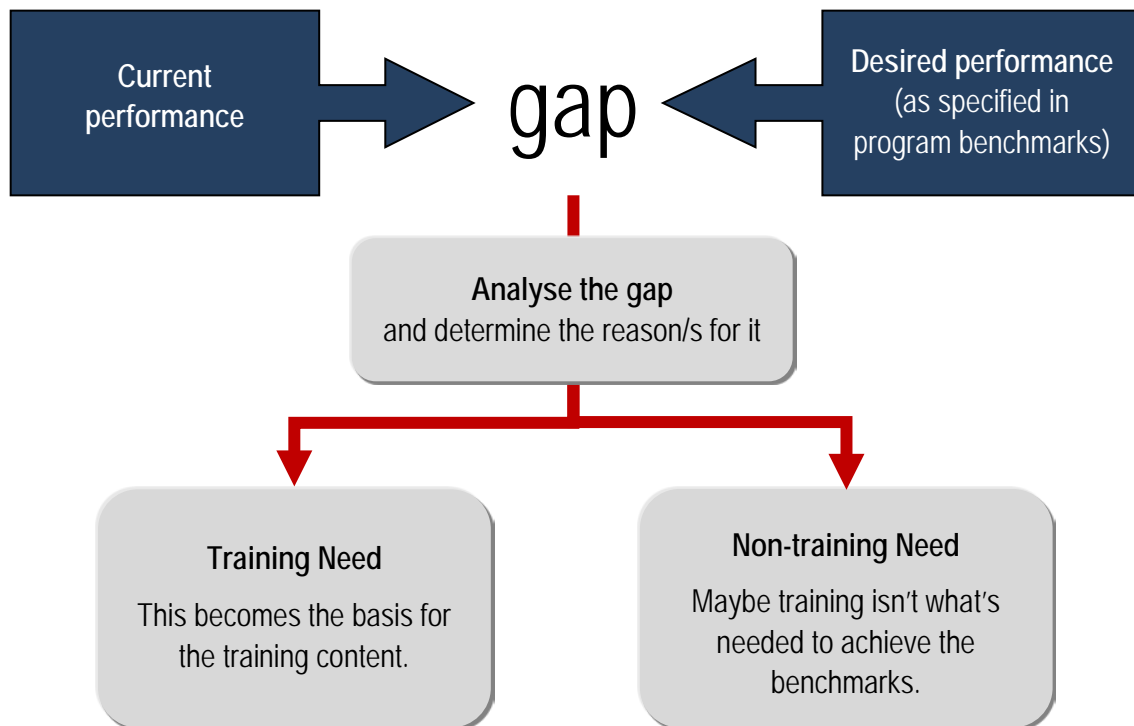 Current
performance
gap
Desired performance
(as specified in
program benchmarks)
Analyse the gap
and determine the reason/s for it
Training Need
This becomes the basis for
the training content.
Non-training Need
Maybe training isn’t what’s
needed to achieve the
benchmarks.